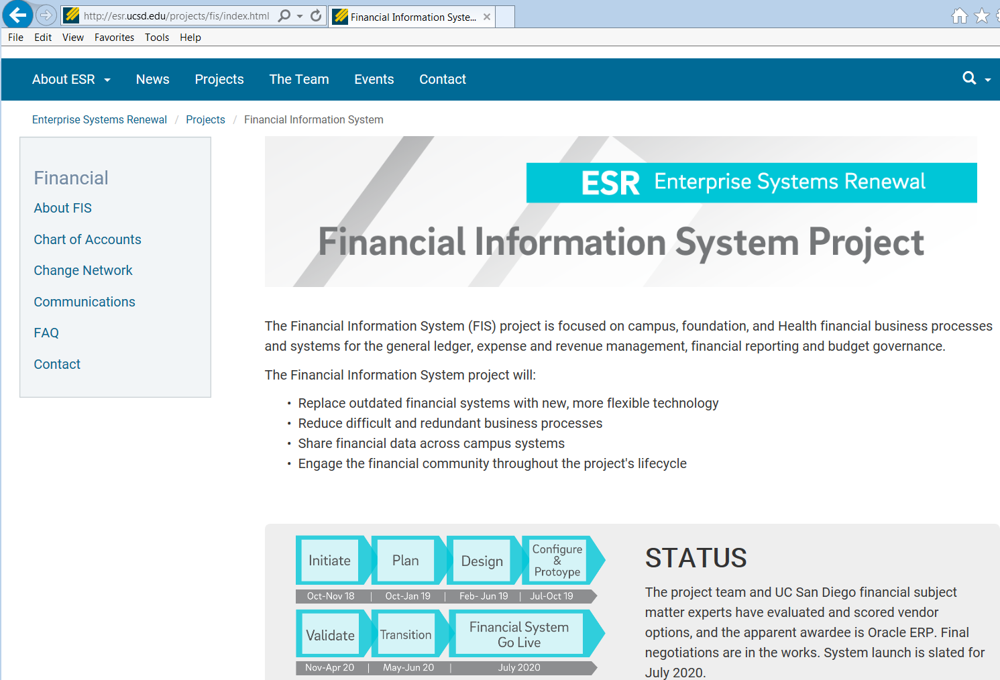 http://esr.ucsd.edu/projects/fis/index.html
Financial Information Syste...
File Edit View Favorites Tools Help
About ESR News Projects The Team Events Contact
Enterprise Systems Renewal / Projects / Financial Information System
Financial
About FIS
Chart of Accounts
Change Network
Communications
FAQ
Contact
ESR Enterprise Systems Renewal
Financial Information System Project
The Financial Information System (FIS) project is focused on campus, foundation, and Health financial business processes
and systems for the general ledger, expense and revenue management, financial reporting and budget governance.
The Financial Information System project will:
• Replace outdated financial systems with new, more flexible technology
• Reduce difficult and redundant business processes
• Share financial data across campus systems
• Engage the financial community throughout the project's lifecycle
Initiate
Plan
Design
Configure
&
Protoype
Oct-Nov 18 | Oct-Jan 19 | Feb- Jun 19 | Jul-Oct 19
Validate
Transition
Financial System
Go Live
Nov-Apr 20 | May-Jun 20 | July 2020
STATUS
The project team and UC San Diego financial subject
matter experts have evaluated and scored vendor
options, and the apparent awardee is Oracle ERP. Final
negotiations are in the works. System launch is slated for
July 2020.